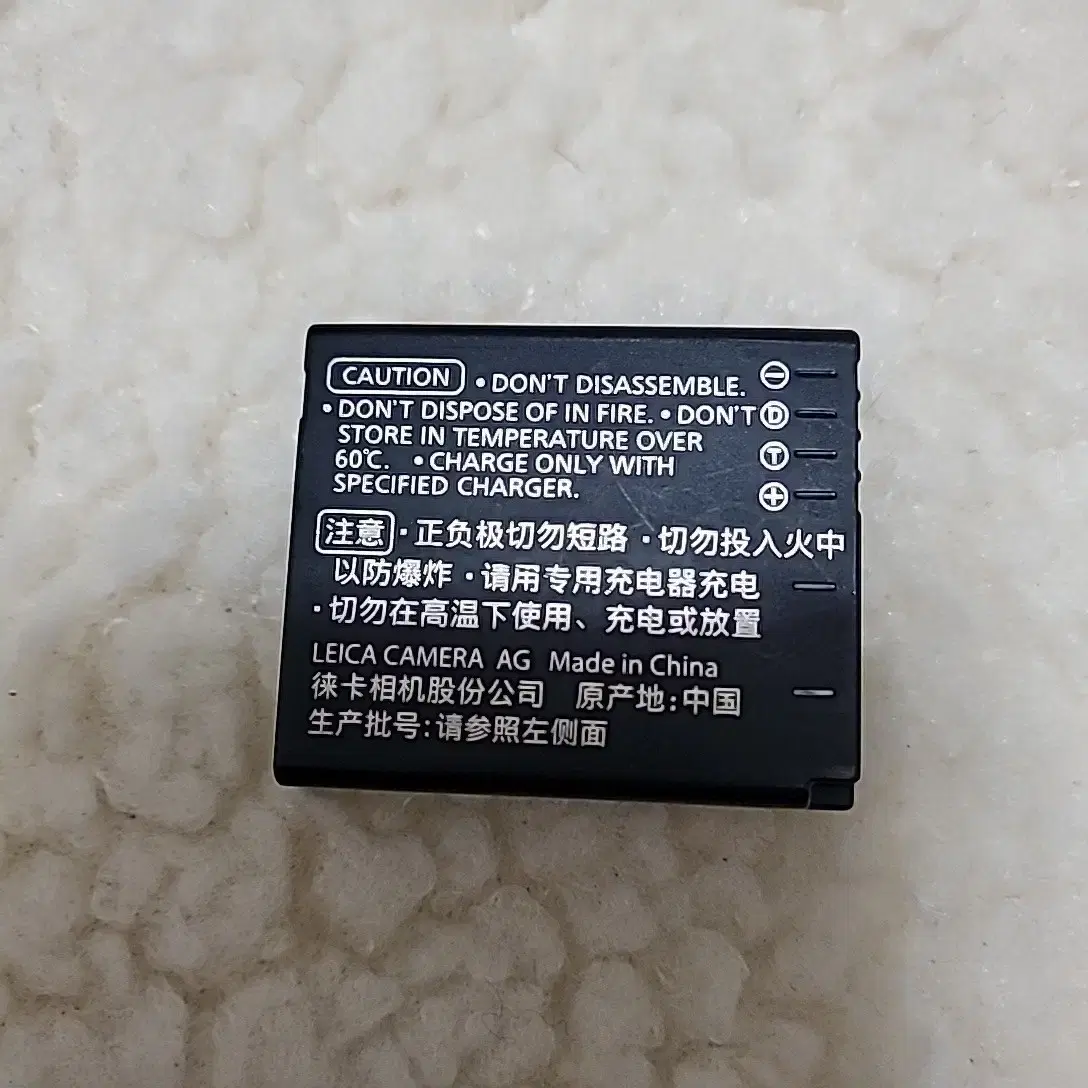 CAUTION • DON'T DISASSEMBLE. ⊖
• DON'T DISPOSE OF IN FIRE. • DON'T Ⓓ
STORE IN TEMPERATURE OVER Ⓣ
60℃. • CHARGE ONLY WITH
SPECIFIED CHARGER. ⊕
注意 · 正负极切勿短路 · 切勿投入火中
以防爆炸 · 请用专用充电器充电
· 切勿在高温下使用、充电或放置
LEICA CAMERA AG Made in China
徕卡相机股份公司 原产地:中国
生产批号:请参照左侧面